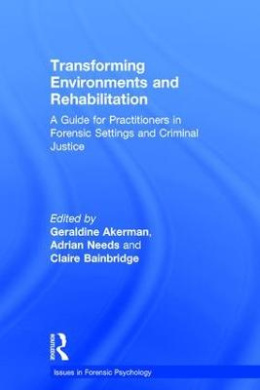 Transforming
Environments and
Rehabilitation
A Guide for Practitioners in
Forensic Settings and Criminal
Justice
Edited by
Geraldine Akerman,
Adrian Needs and
Claire Bainbridge
ROUTLEDGE
Issues in Forensic Psychology